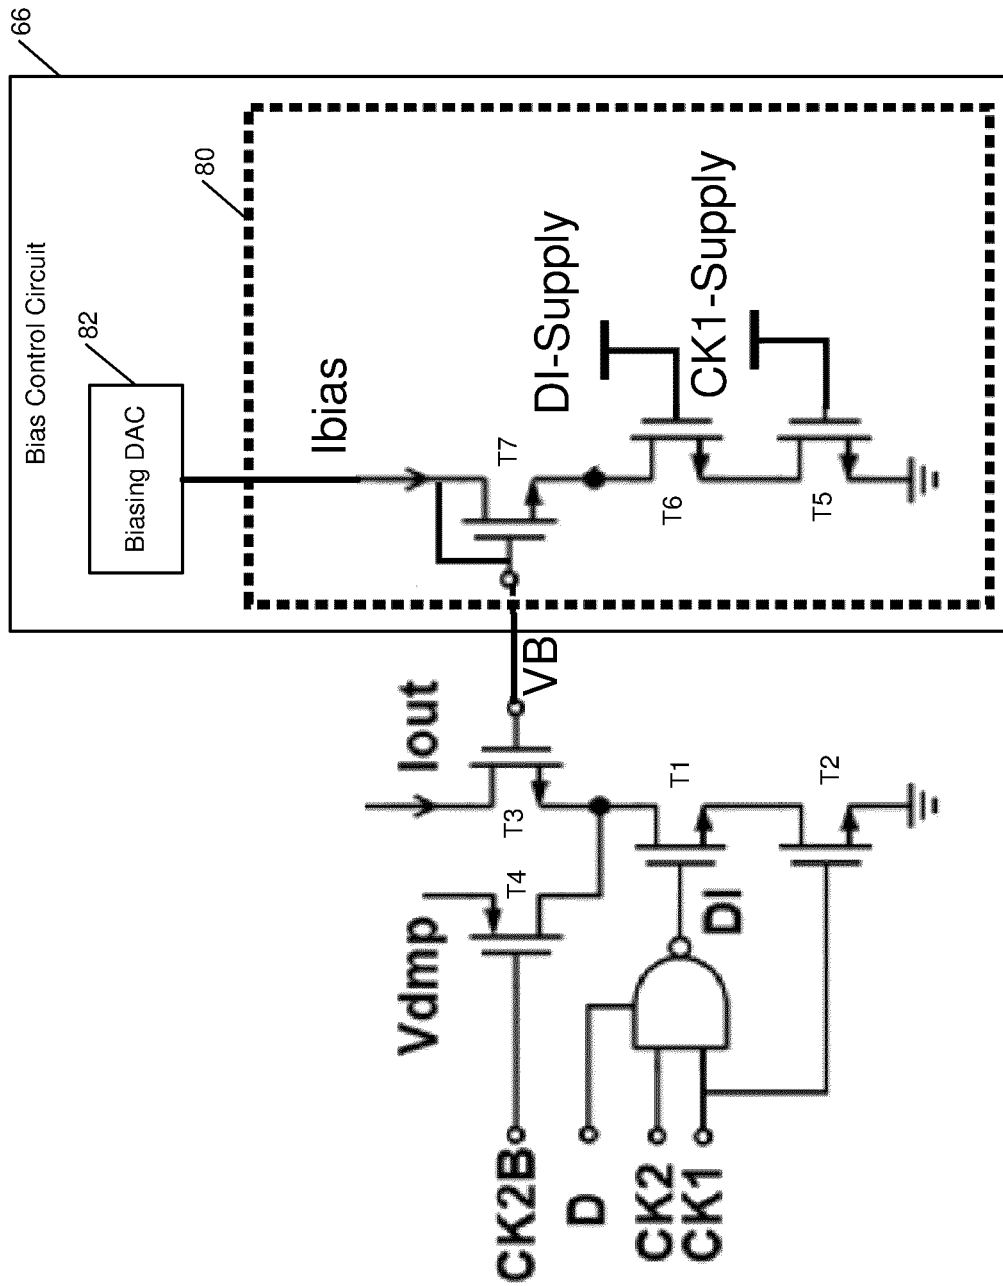 66
Bias Control Circuit
80
82
Biasing DAC
Ibias
T7
DI-Supply
T6
CK1-Supply
T5
VB
Iout
T3
T4
Vdmp
T1
T2
DI
CK2B
D
CK2
CK1